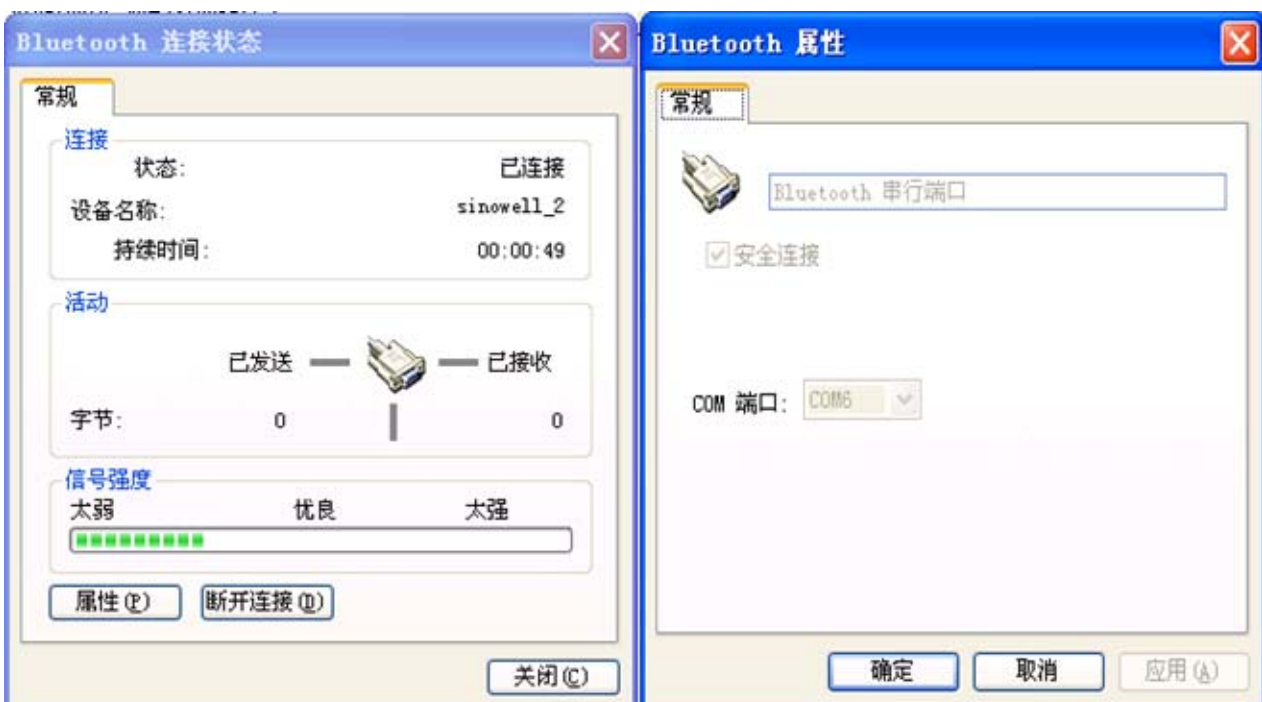 Bluetooth 连接状态
常规
连接
状态: 已连接
设备名称: sinowell_2
持续时间: 00:00:49
活动
已发送 已接收
字节: 0 0
信号强度
太弱 优良 太强
属性(P) 断开连接(D)
关闭(C)
Bluetooth 属性
常规
Bluetooth 串行端口
安全连接
COM 端口: COM6
确定 取消 应用(A)